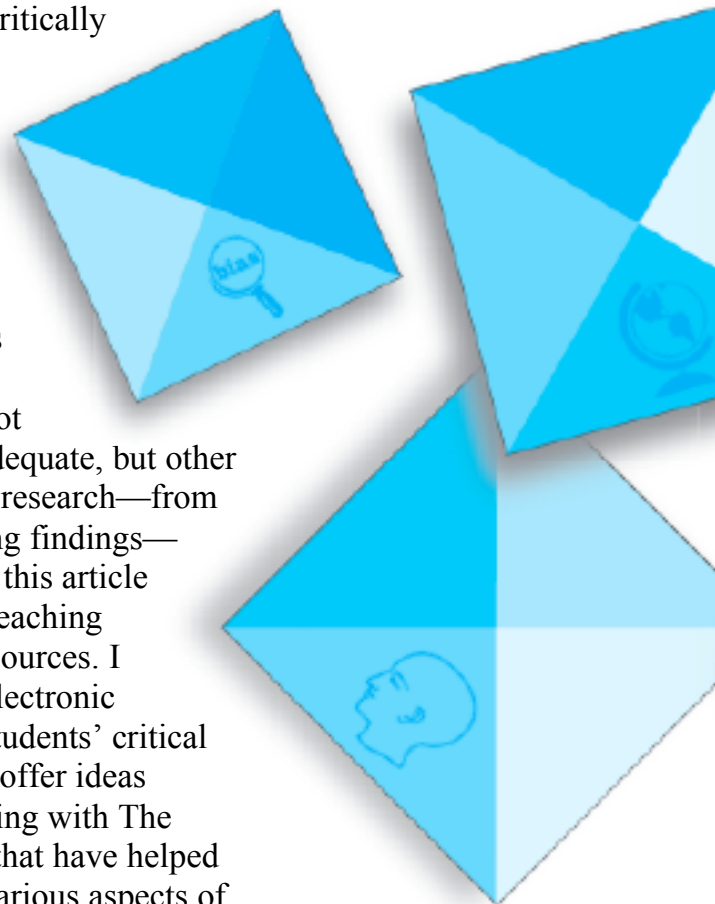 ritically
s
ot
dequate, but other
research—from
ng findings—
this article
eaching
ources. I
lectronic
tudents’ critical
offer ideas
ing with The
that have helped
arious aspects of
bias